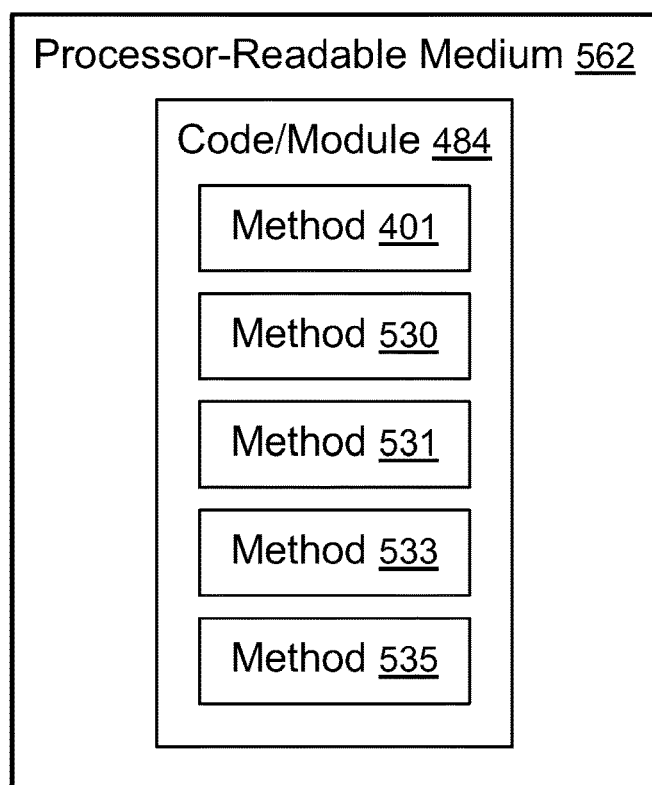 Processor-Readable Medium 562
Code/Module 484
Method 401
Method 530
Method 531
Method 533
Method 535